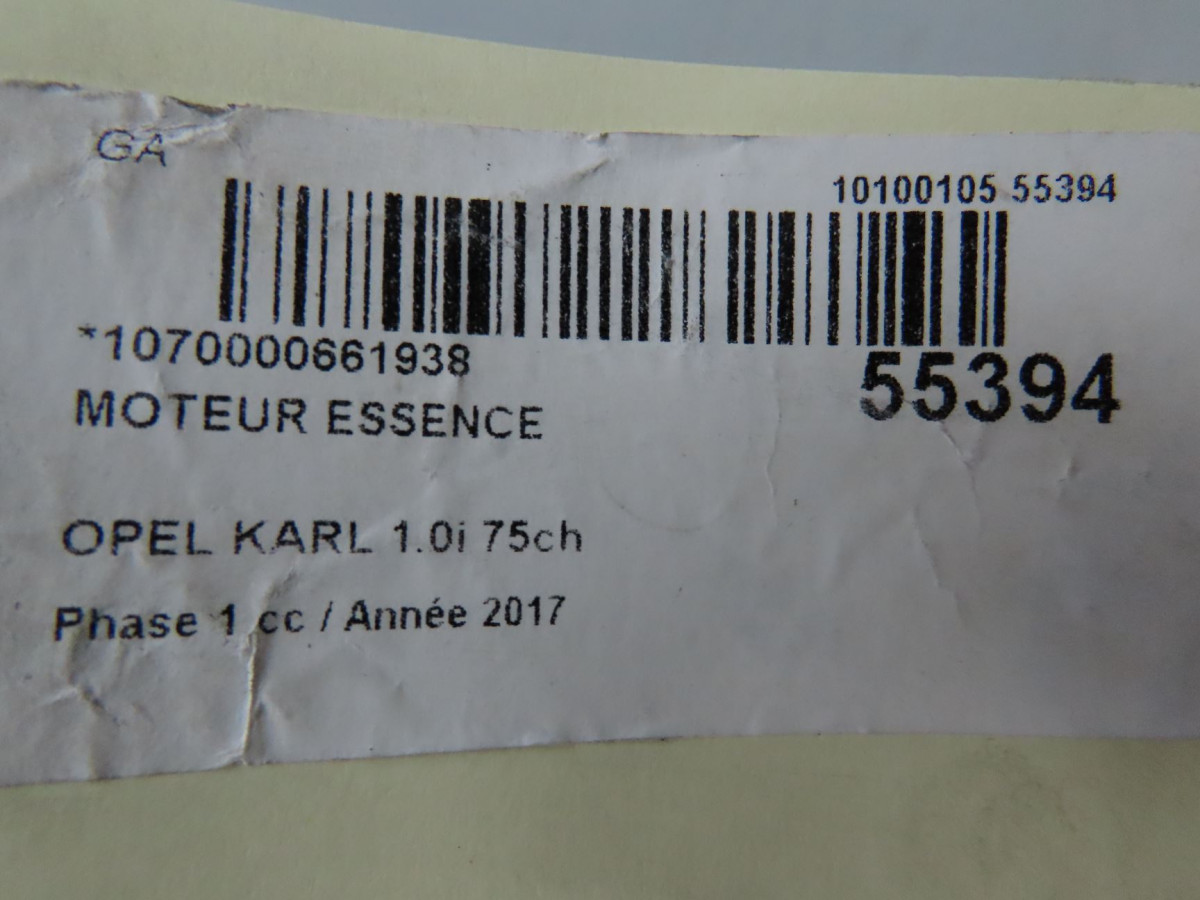 GA
10100105 55394
*1070000661938
55394
MOTEUR ESSENCE
OPEL KARL 1.0i 75ch
Phase 1 cc / Année 2017